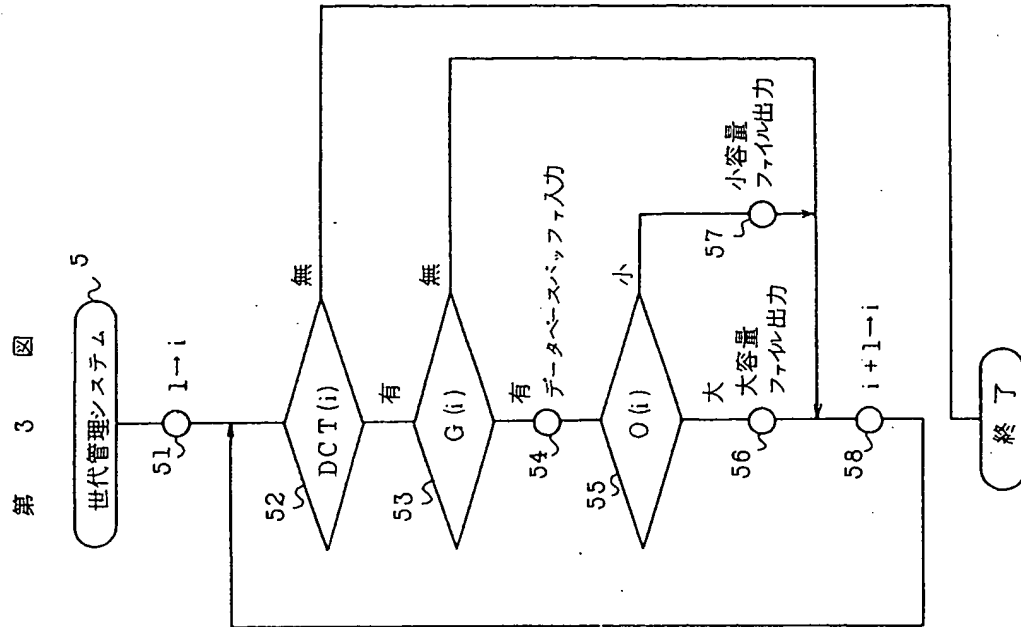 第 3 図
世代管理システム
5
1→i
51
DCT(i)
52
無
有
G(i)
53
無
有
データベースバッファ入力
54
O(i)
55
小
大
大容量
ファイル出力
56
小容量
ファイル出力
57
i+1→i
58
終了